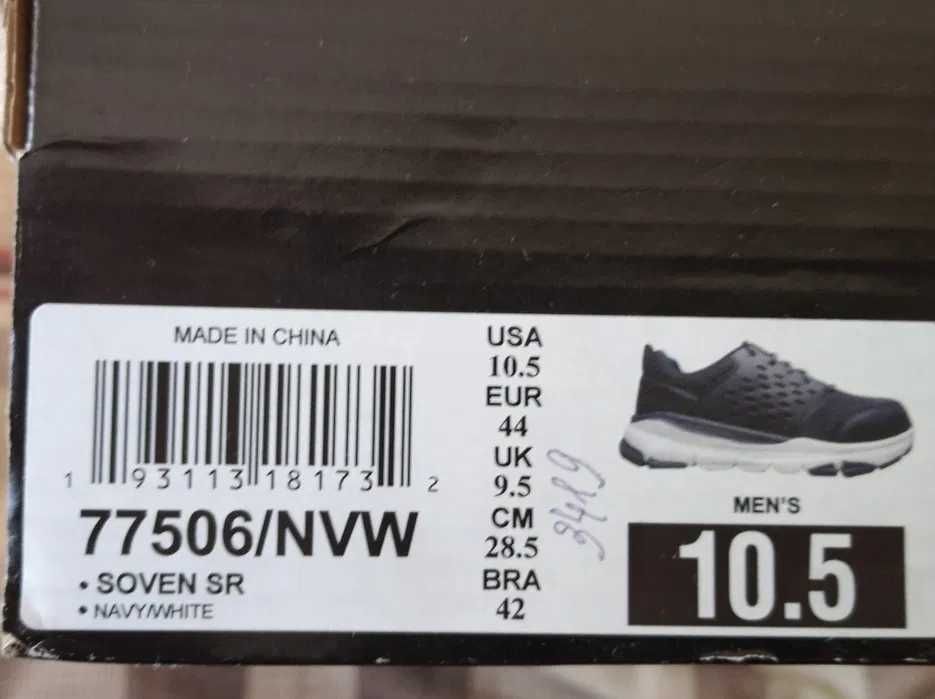 MADE IN CHINA
1 93113 18173 2
77506/NVW
• SOVEN SR
• NAVY/WHITE
USA
10.5
EUR
44
UK
9.5
CM
28.5
BRA
42
MEN'S
10.5